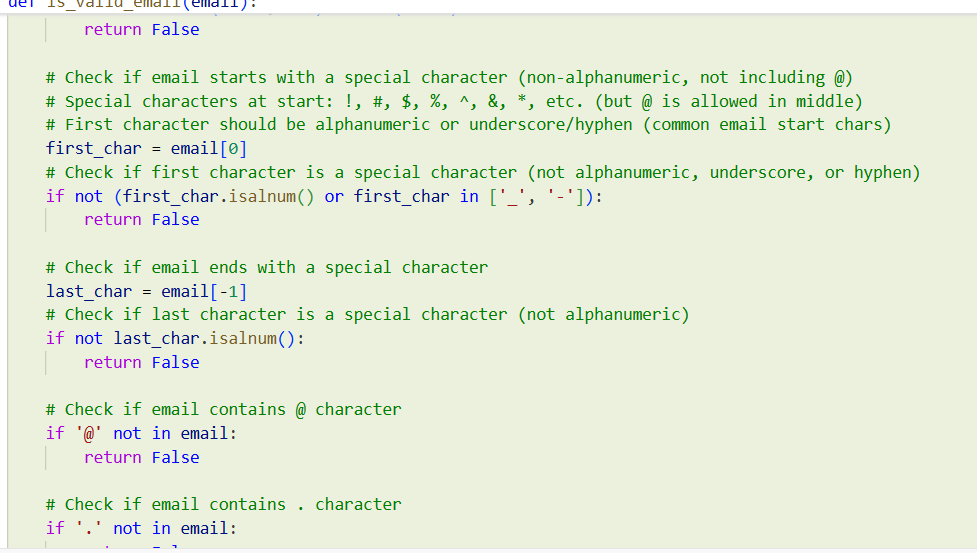 def is_valid_email(email):
return False
# Check if email starts with a special character (non-alphanumeric, not including @)
# Special characters at start: !, #, $, %, ^, &, *, etc. (but @ is allowed in middle)
# First character should be alphanumeric or underscore/hyphen (common email start chars)
first_char = email[0]
# Check if first character is a special character (not alphanumeric, underscore, or hyphen)
if not (first_char.isalnum() or first_char in ['_', '-']):
return False
# Check if email ends with a special character
last_char = email[-1]
# Check if last character is a special character (not alphanumeric)
if not last_char.isalnum():
return False
# Check if email contains @ character
if '@' not in email:
return False
# Check if email contains . character
if '.' not in email: